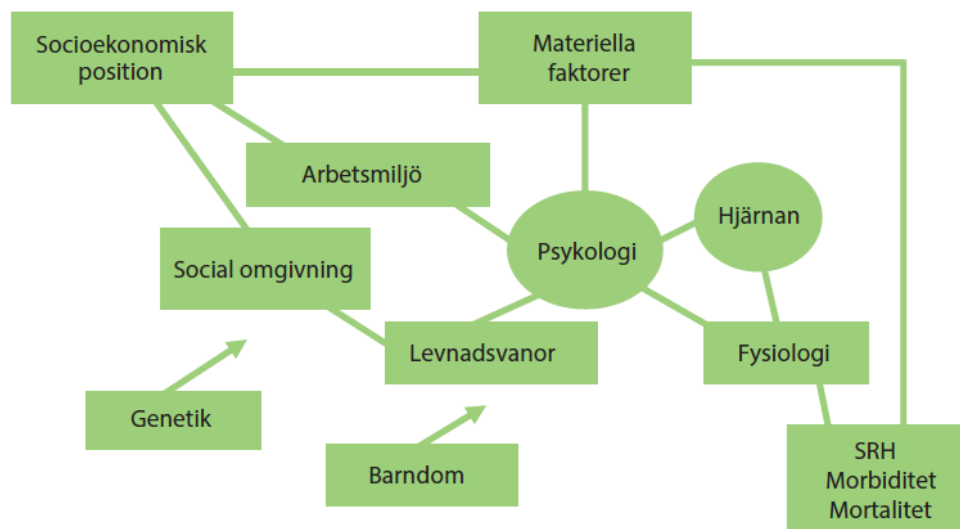 Socioekonomisk
position
Materiella
faktorer
Arbetsmiljö
Hjärnan
Psykologi
Social omgivning
Levnadsvanor
Fysiologi
Genetik
Barndom
SRH
Morbiditet
Mortalitet